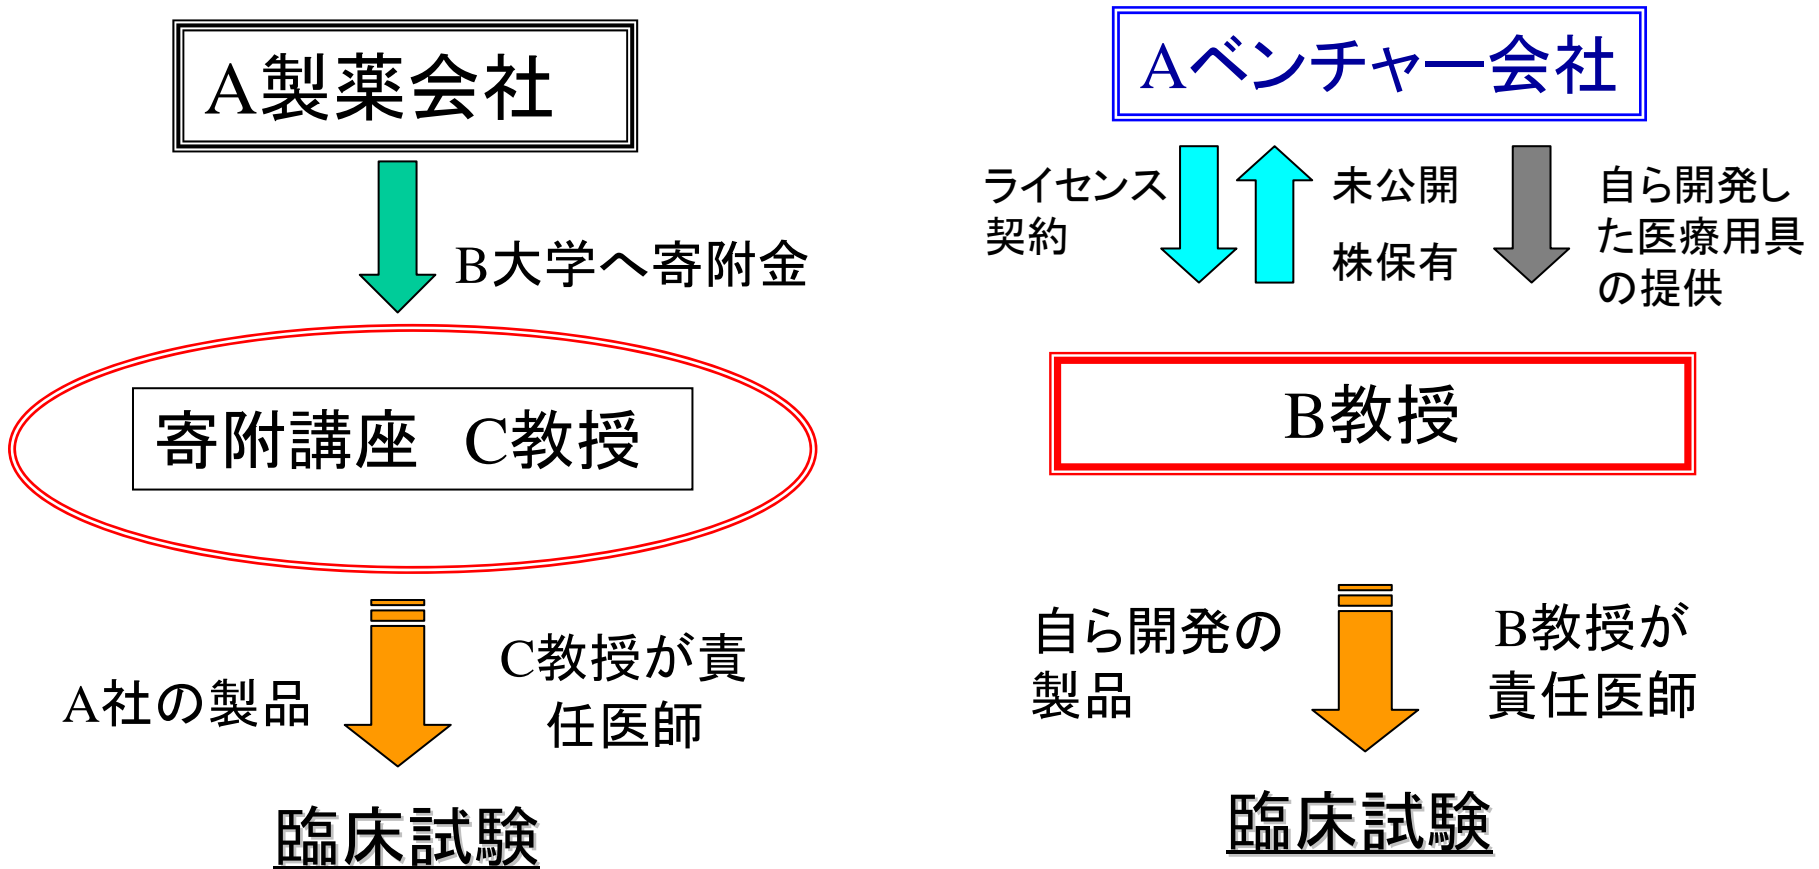 A製薬会社
B大学へ寄附金
寄附講座　C教授
A社の製品
C教授が責
任医師
臨床試験
Aベンチャー会社
ライセンス
契約
未公開
株保有
自ら開発し
た医療用具
の提供
B教授
自ら開発の
製品
B教授が
責任医師
臨床試験